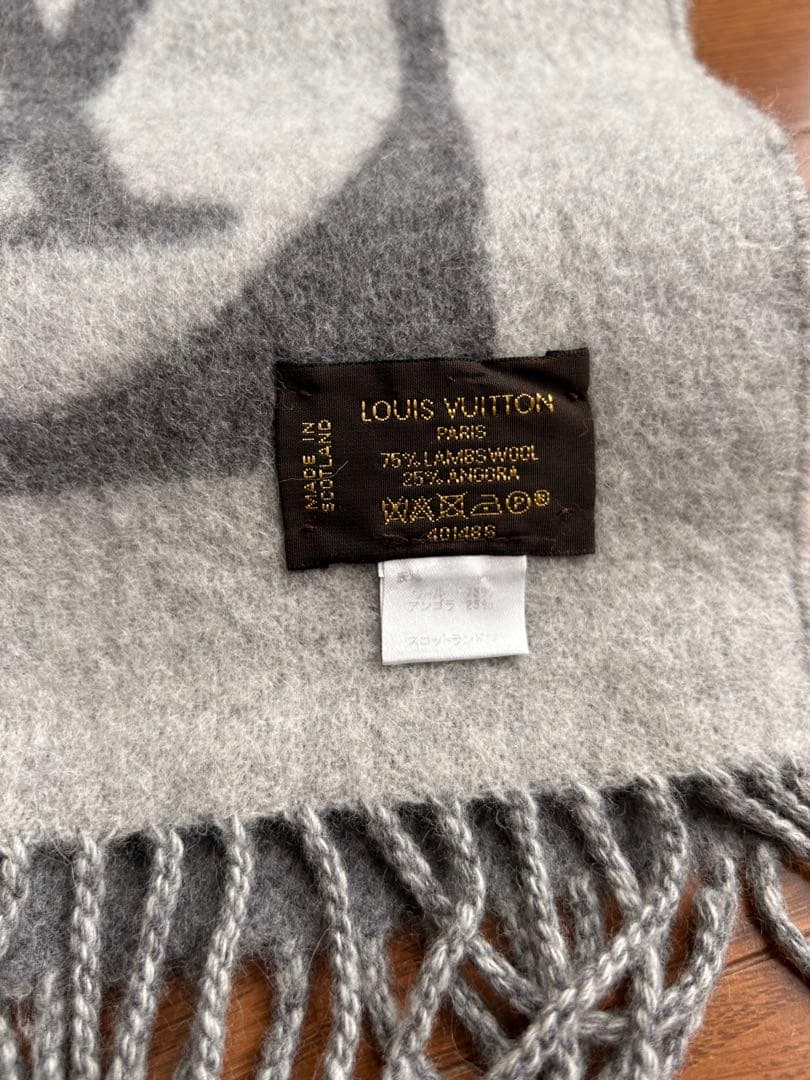 MADE IN
SCOTLAND
LOUIS VUITTON
PARIS
75% LAMBSWOOL
25% ANGORA
401486
アンゴラ 25%
スコットランド